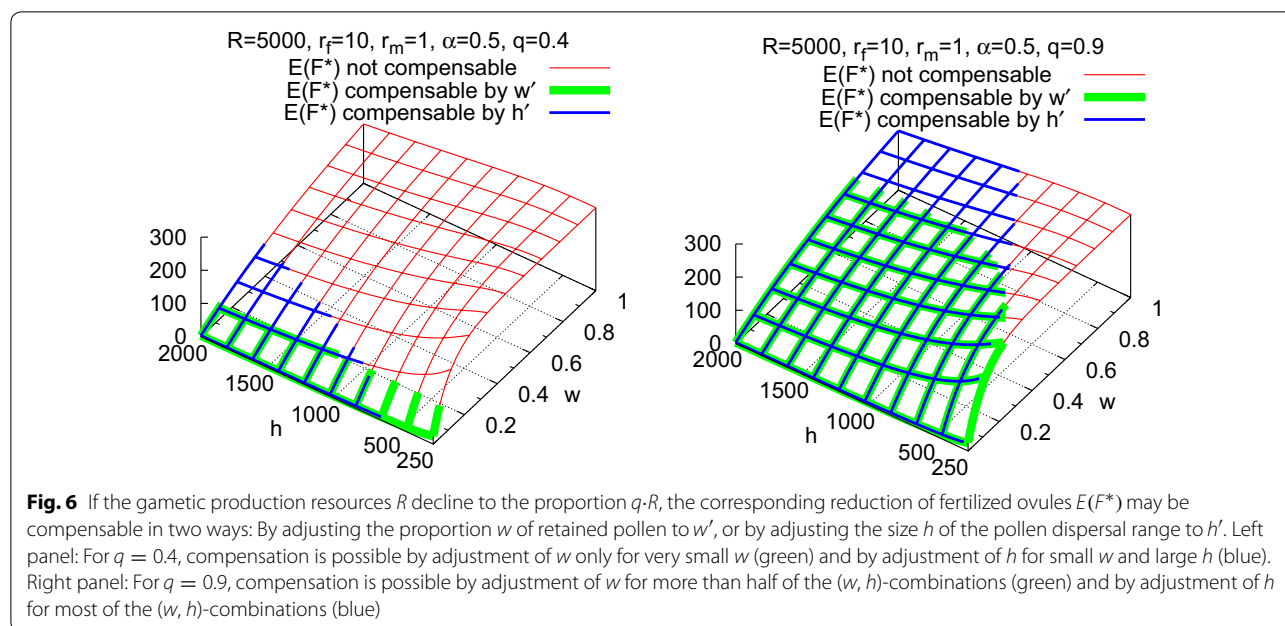 R=5000, r_f=10, r_m=1, α=0.5, q=0.4
E(F*) not compensable
E(F*) compensable by w′
E(F*) compensable by h′
300
200
100
0
2000
1500
1000
500
250
h
0.2
0.4
0.6
0.8
1
w
R=5000, r_f=10, r_m=1, α=0.5, q=0.9
E(F*) not compensable
E(F*) compensable by w′
E(F*) compensable by h′
300
200
100
0
2000
1500
1000
500
250
h
0.2
0.4
0.6
0.8
1
w
Fig. 6 If the gametic production resources R decline to the proportion q·R, the corresponding reduction of fertilized ovules E(F*) may be
compensable in two ways: By adjusting the proportion w of retained pollen to w′, or by adjusting the size h of the pollen dispersal range to h′. Left
panel: For q = 0.4, compensation is possible by adjustment of w only for very small w (green) and by adjustment of h for small w and large h (blue).
Right panel: For q = 0.9, compensation is possible by adjustment of w for more than half of the (w, h)-combinations (green) and by adjustment of h
for most of the (w, h)-combinations (blue)